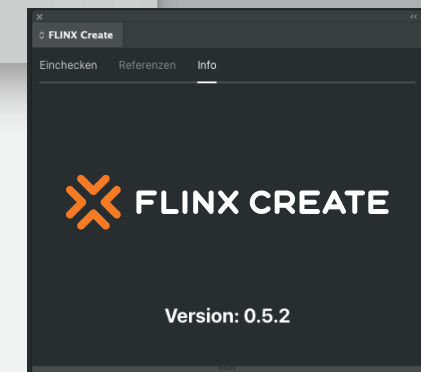 FLINX Create
Einchecken Referenzen Info
FLINX CREATE
Version: 0.5.2